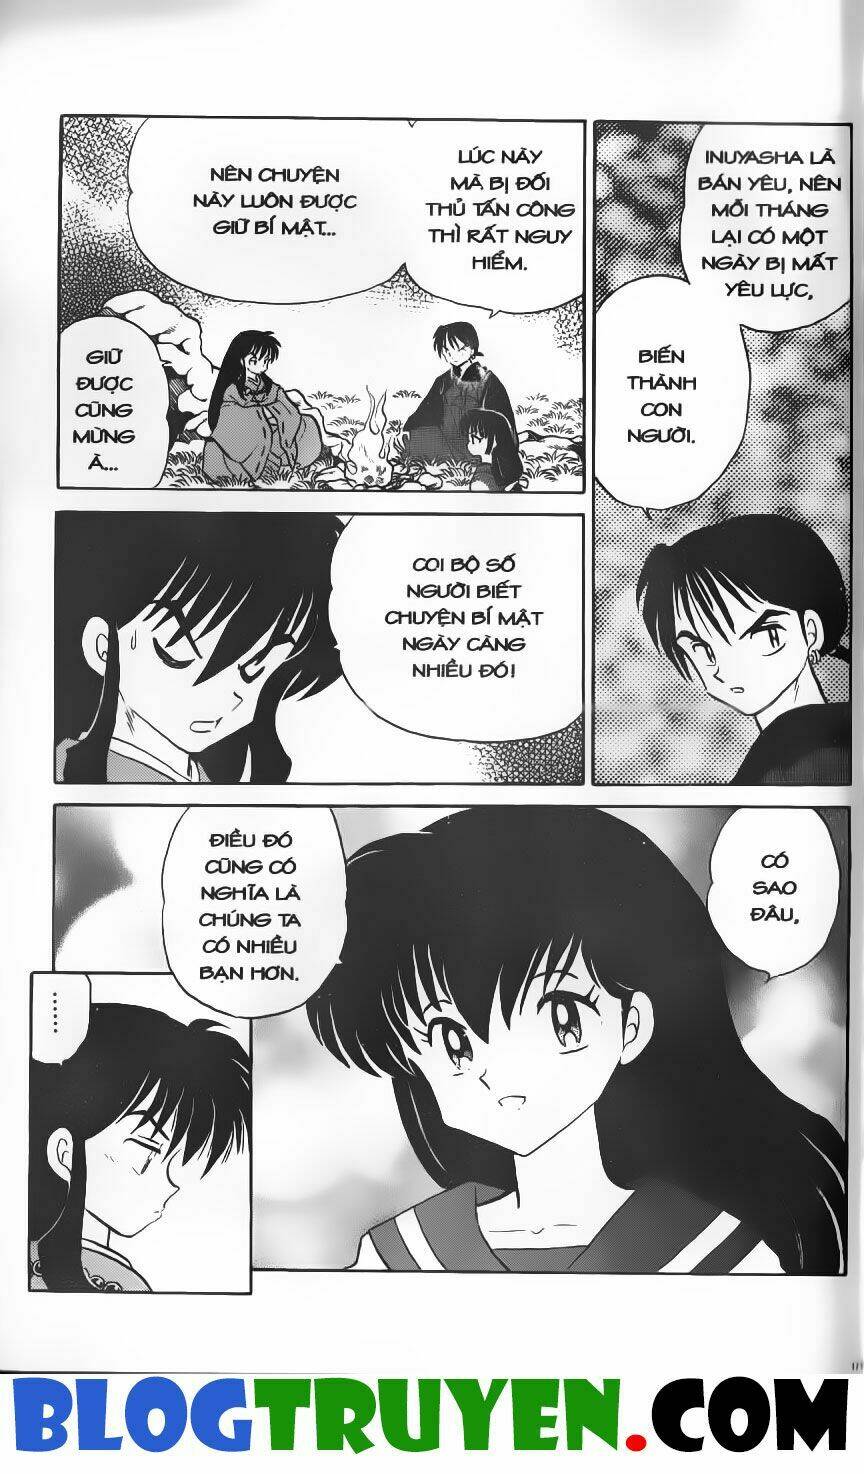 INUYASHA LÀ
BÁN YÊU, NÊN
MỖI THÁNG
LẠI CÓ MỘT
NGÀY BỊ MẤT
YÊU LỰC,
BIẾN
THÀNH
CON
NGƯỜI.
LÚC NÀY
MÀ BỊ ĐỐI
THỦ TẤN CÔNG
THÌ RẤT NGUY
HIỂM.
NÊN CHUYỆN
NÀY LUÔN ĐƯỢC
GIỮ BÍ MẬT...
GIỮ
ĐƯỢC
CŨNG
MỪNG
À...
COI BỘ SỐ
NGƯỜI BIẾT
CHUYỆN BÍ MẬT
NGÀY CÀNG
NHIỀU ĐÓ!
CÓ
SAO
ĐÂU,
ĐIỀU ĐÓ
CŨNG CÓ
NGHĨA LÀ
CHÚNG TA
CÓ NHIỀU
BẠN HƠN.
........
BLOGTRUYEN.COM